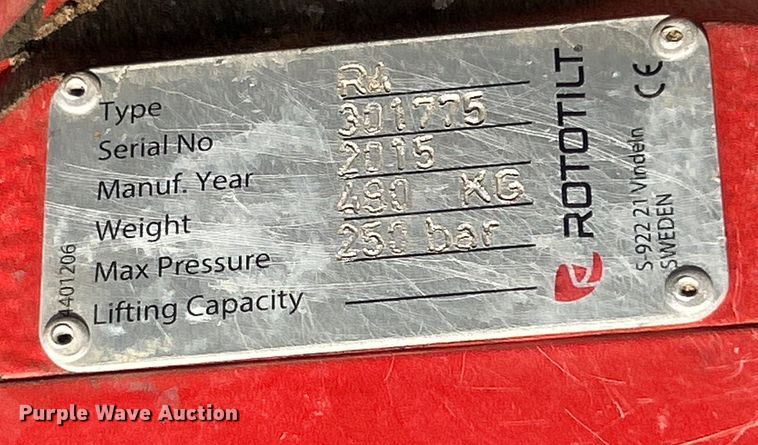 Type R4
Serial No 301775
Manuf. Year 2015
Weight 490 KG
Max Pressure 250 bar
Lifting Capacity
4401206
ROTOTILT®
S-922 21 Vindeln
SWEDEN
CE
Purple Wave Auction